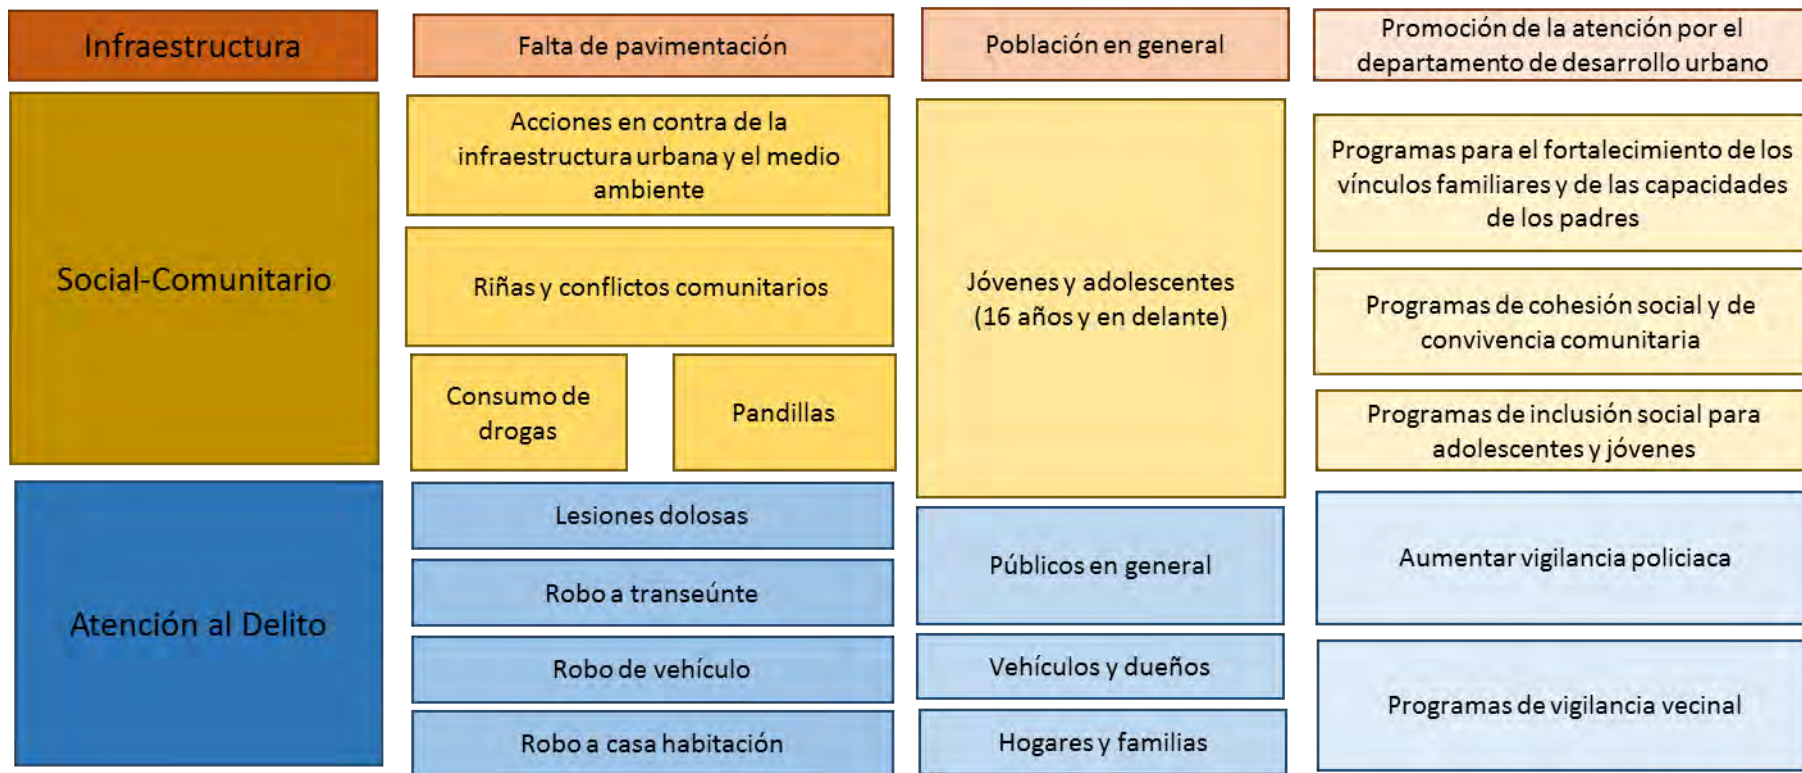 Infraestructura
Falta de pavimentación
Población en general
Promoción de la atención por el
departamento de desarrollo urbano
Social-Comunitario
Acciones en contra de la
infraestructura urbana y el medio
ambiente
Riñas y conflictos comunitarios
Consumo de
drogas
Pandillas
Jóvenes y adolescentes
(16 años y en delante)
Programas para el fortalecimiento de los
vínculos familiares y de las capacidades
de los padres
Programas de cohesión social y de
convivencia comunitaria
Programas de inclusión social para
adolescentes y jóvenes
Atención al Delito
Lesiones dolosas
Robo a transeúnte
Robo de vehículo
Robo a casa habitación
Públicos en general
Vehículos y dueños
Hogares y familias
Aumentar vigilancia policiaca
Programas de vigilancia vecinal